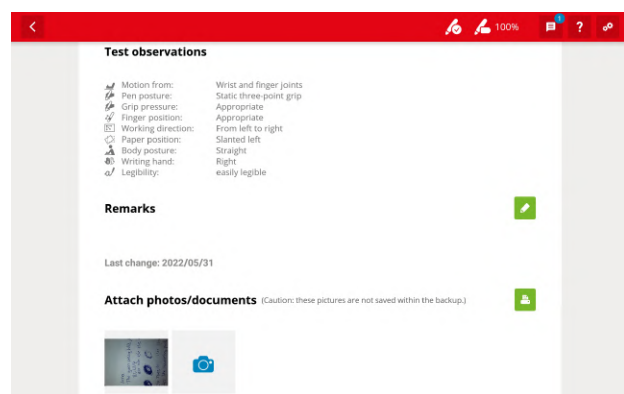 100%
1
?
Test observations
Motion from: Wrist and finger joints
Pen posture: Static three-point grip
Grip pressure: Appropriate
Finger position: Appropriate
Working direction: From left to right
Paper position: Slanted left
Body posture: Straight
Writing hand: Right
Legibility: easily legible
Remarks
Last change: 2022/05/31
Attach photos/documents (Caution: these pictures are not saved within the backup.)